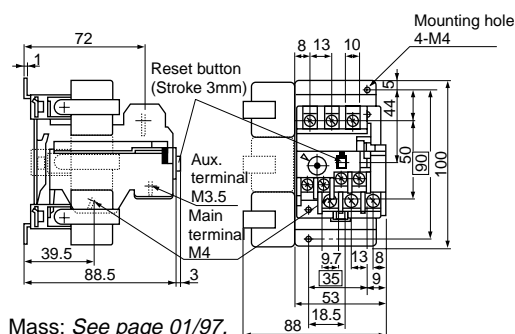 Mounting hole
4-M4
72
8 13 10
1
Reset button
(Stroke 3mm)
5
44
50
90
100
Aux.
terminal
M3.5
Main
terminal
M4
39.5
88.5
3
9.7 13 8
35 9
53
18.5
88
Mass: See page 01/97.